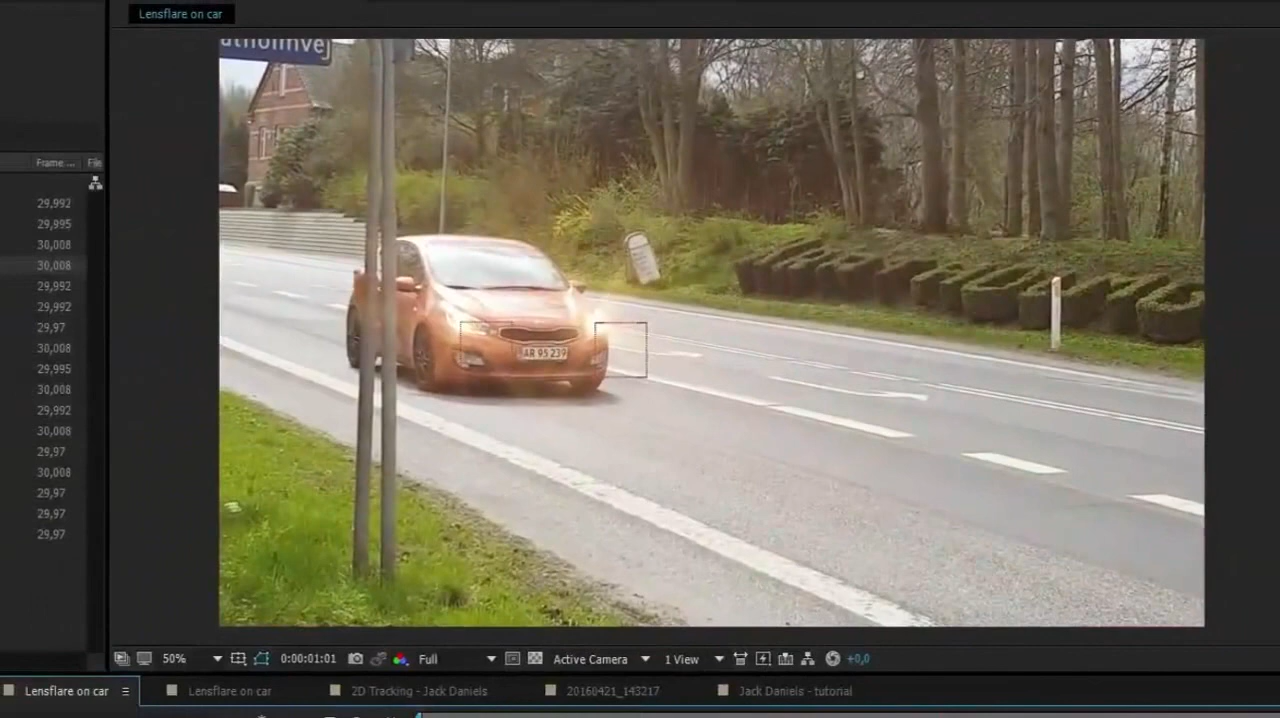 Lensflare on car
Frame ...
File
29,992
29,995
30,008
30,008
29,992
29,992
29,97
30,008
29,995
30,008
29,992
30,008
29,97
30,008
29,97
29,97
29,97
AR 95 239
50%
0:00:01:01
Full
Active Camera
1 View
+0,0
Lensflare on car
Lensflare on car
2D Tracking - Jack Daniels
20160421_143217
Jack Daniels - tutorial